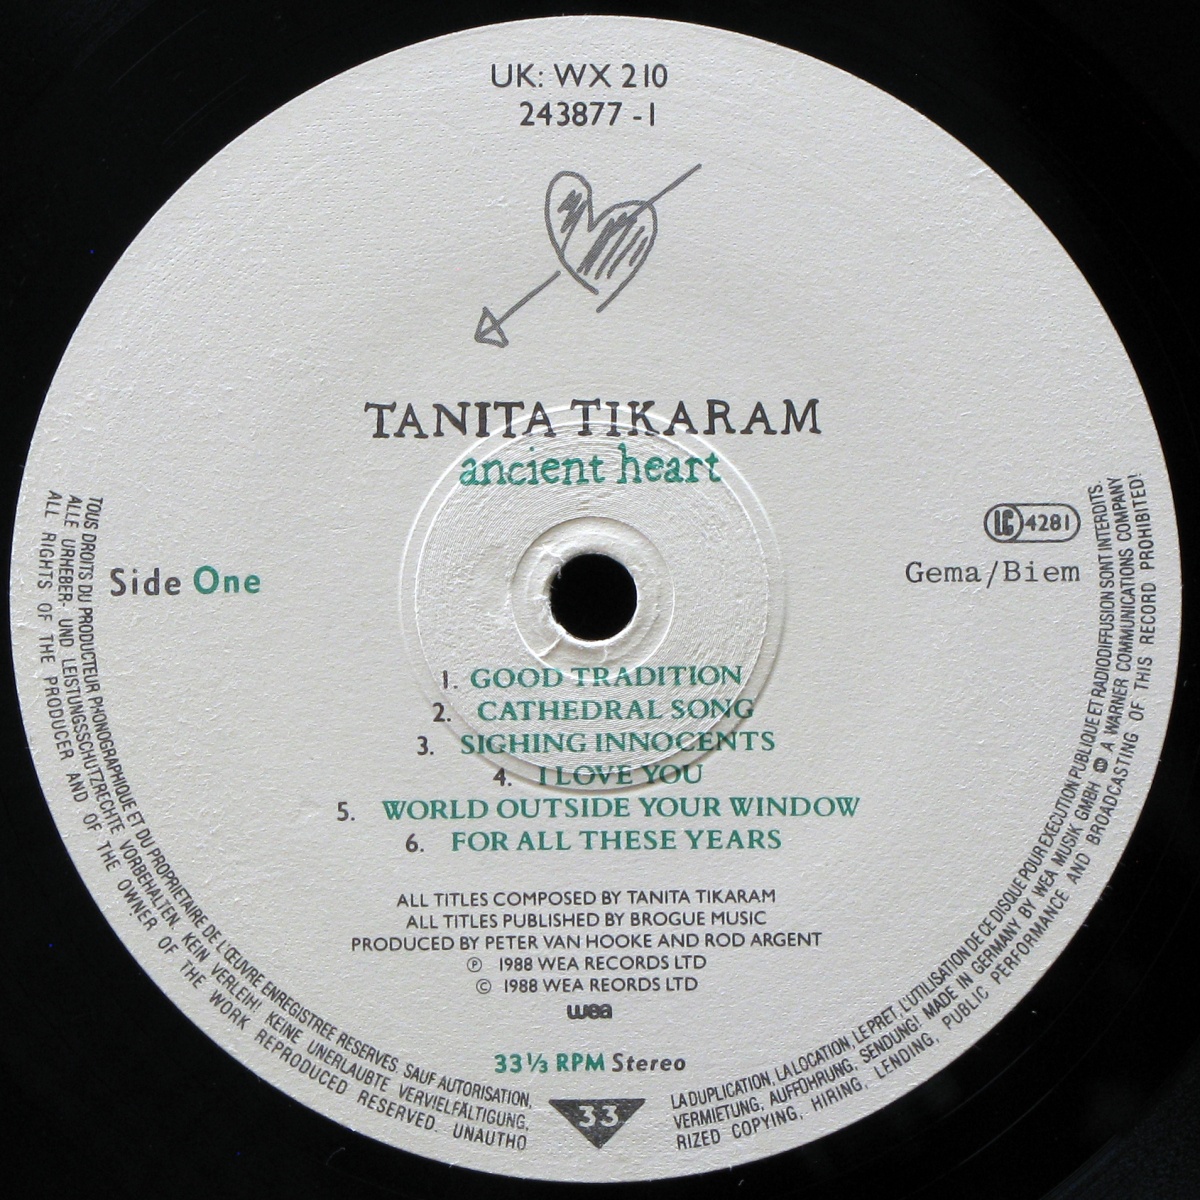 UK: WX 210
243877 -1
TANITA TIKARAM
ancient heart
Side One
LC 4281
Gema/Biem
1. GOOD TRADITION
2. CATHEDRAL SONG
3. SIGHING INNOCENTS
4. I LOVE YOU
5. WORLD OUTSIDE YOUR WINDOW
6. FOR ALL THESE YEARS
ALL TITLES COMPOSED BY TANITA TIKARAM
ALL TITLES PUBLISHED BY BROGUE MUSIC
PRODUCED BY PETER VAN HOOKE AND ROD ARGENT
Ⓟ 1988 WEA RECORDS LTD
© 1988 WEA REORDS LTD
wea
33⅓ RPM Stereo
33
TOUS DROITS DU PRODUCTEUR PHONOGRAPHIQUE ET DU PROPRIETAIRE DE L'ŒUVRE ENREGISTREE RESERVES. SAUF AUTORISATION, LA DUPLICATION, LA LOCATION, LE PRET, L'UTILISATION DE CE DISQUE POUR EXECUTION PUBLIQUE ET RADIODIFFUSION SONT INTERDITS.
ALLE URHEBER- UND LEISTUNGSSCHUTZRECHTE VORBEHALTEN. KEIN VERLEIH! KEINE UNERLAUBTE VERVIELFÄLTIGUNG, VERMIETUNG, AUFFÜHRUNG, SENDUNG! MADE IN GERMANY BY WEA MUSIK GMBH A WARNER COMMUNICATIONS COMPANY
ALL RIGHTS OF THE PRODUCER AND OF THE OWNER OF THE WORK REPRODUCED RESERVED. UNAUTHORIZED COPYING, HIRING, LENDING, PUBLIC PERFORMANCE AND BROADCASTING OF THIS RECORD PROHIBITED!